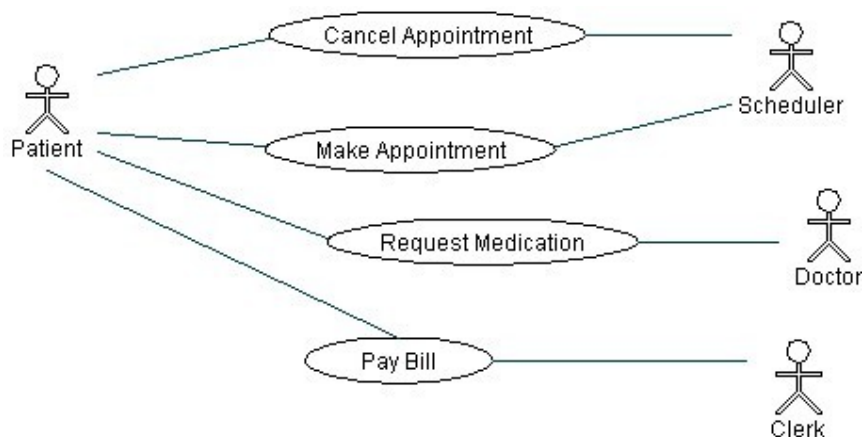 Cancel Appointment
Scheduler
Patient
Make Appointment
Request Medication
Doctor
Pay Bill
Clerk